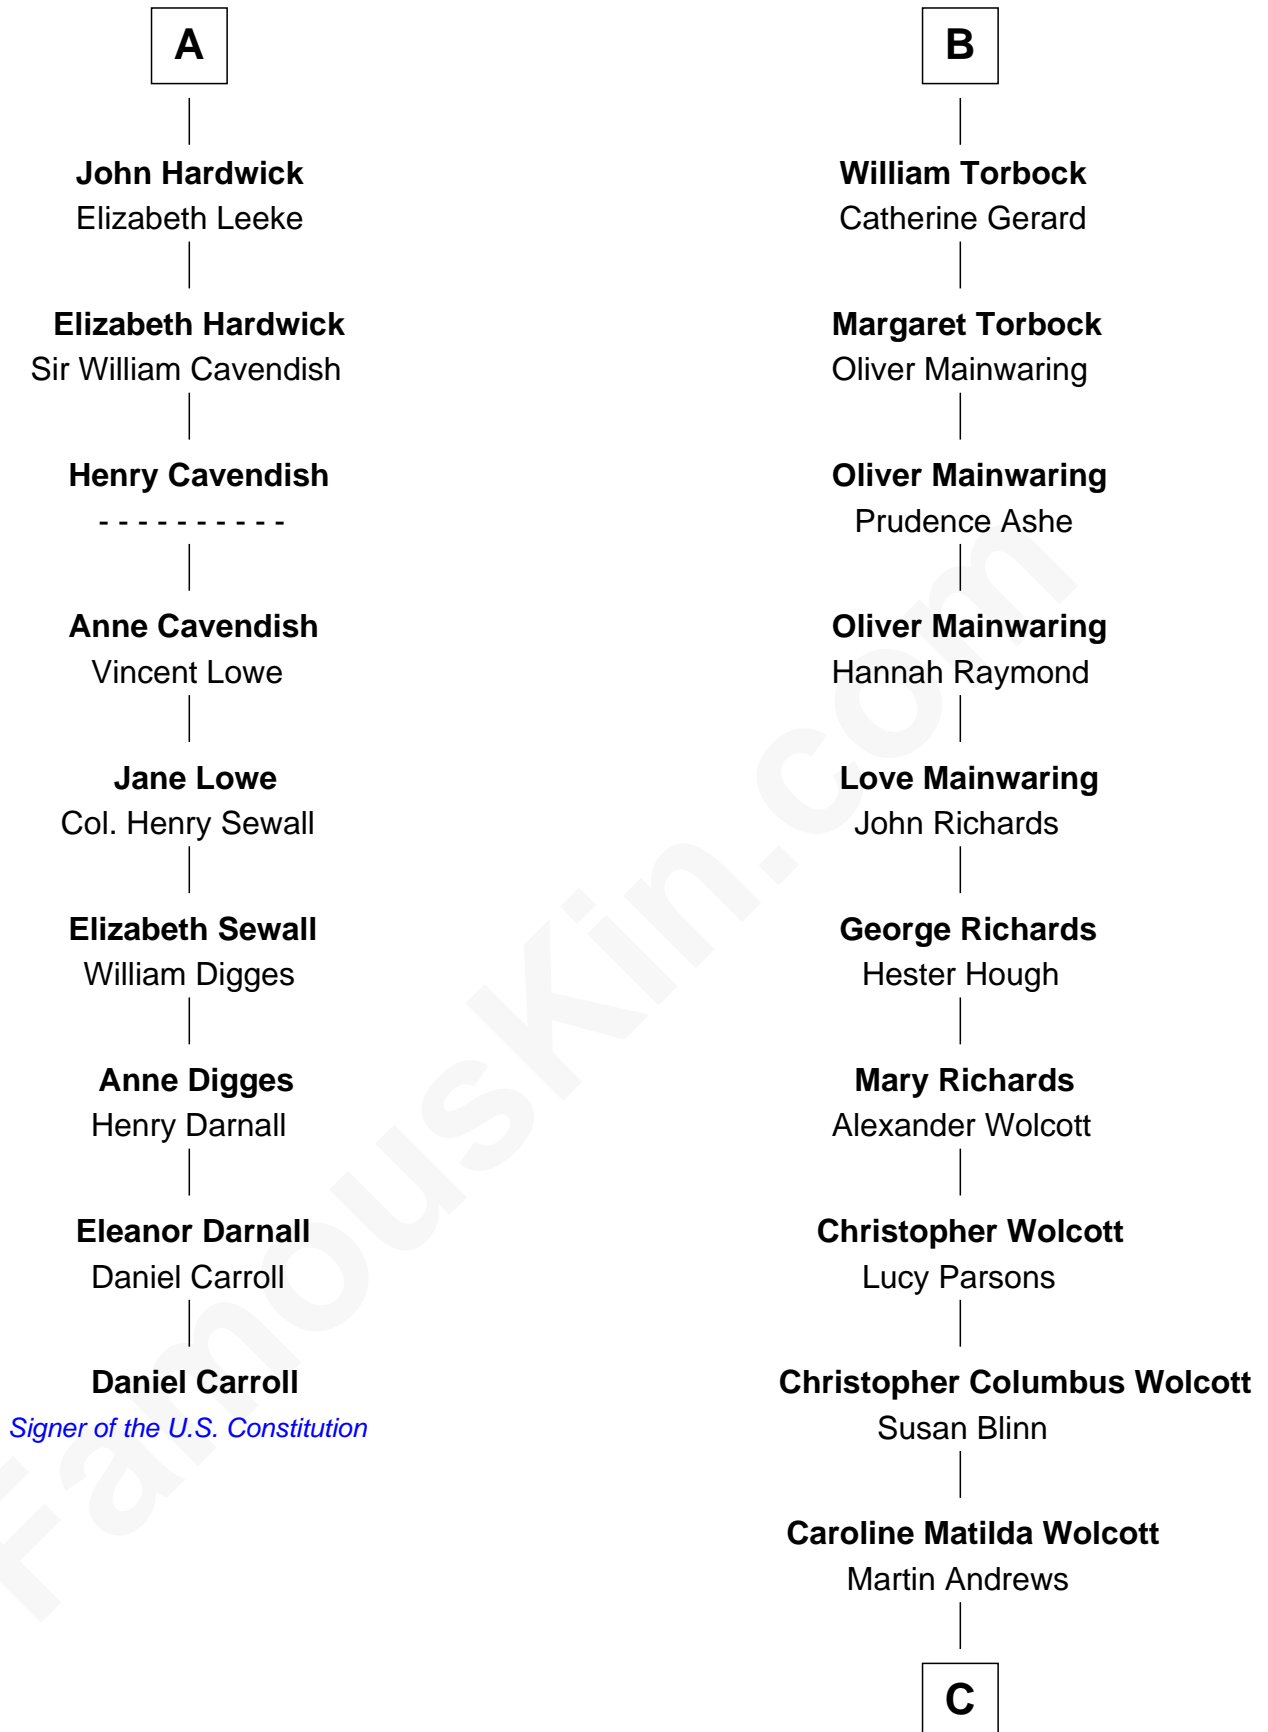 A
John Hardwick
Elizabeth Leeke
Elizabeth Hardwick
Sir William Cavendish
Henry Cavendish
- - - - - - - - - -
Anne Cavendish
Vincent Lowe
Jane Lowe
Col. Henry Sewall
Elizabeth Sewall
William Digges
Anne Digges
Henry Darnall
Eleanor Darnall
Daniel Carroll
Daniel Carroll
Signer of the U.S. Constitution
B
William Torbock
Catherine Gerard
Margaret Torbock
Oliver Mainwaring
Oliver Mainwaring
Prudence Ashe
Oliver Mainwaring
Hannah Raymond
Love Mainwaring
John Richards
George Richards
Hester Hough
Mary Richards
Alexander Wolcott
Christopher Wolcott
Lucy Parsons
Christopher Columbus Wolcott
Susan Blinn
Caroline Matilda Wolcott
Martin Andrews
C
FamousKin.com